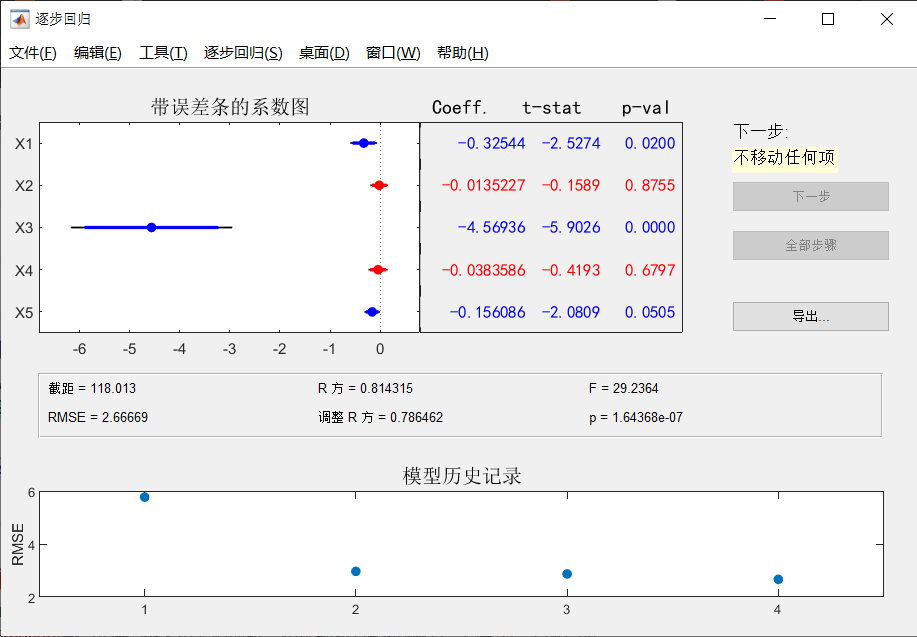 逐步回归
文件(F) 编辑(E) 工具(T) 逐步回归(S) 桌面(D) 窗口(W) 帮助(H)
带误差条的系数图
Coeff. t-stat p-val
X1 -0.32544 -2.5274 0.0200
X2 -0.0135227 -0.1589 0.8755
X3 -4.56936 -5.9026 0.0000
X4 -0.0383586 -0.4193 0.6797
X5 -0.156086 -2.0809 0.0505
-6 -5 -4 -3 -2 -1 0
下一步:
不移动任何项
下一步
全部步骤
导出...
截距 = 118.013 R 方 = 0.814315 F = 29.2364
RMSE = 2.66669 调整 R 方 = 0.786462 p = 1.64368e-07
模型历史记录
RMSE
6
4
2
1 2 3 4